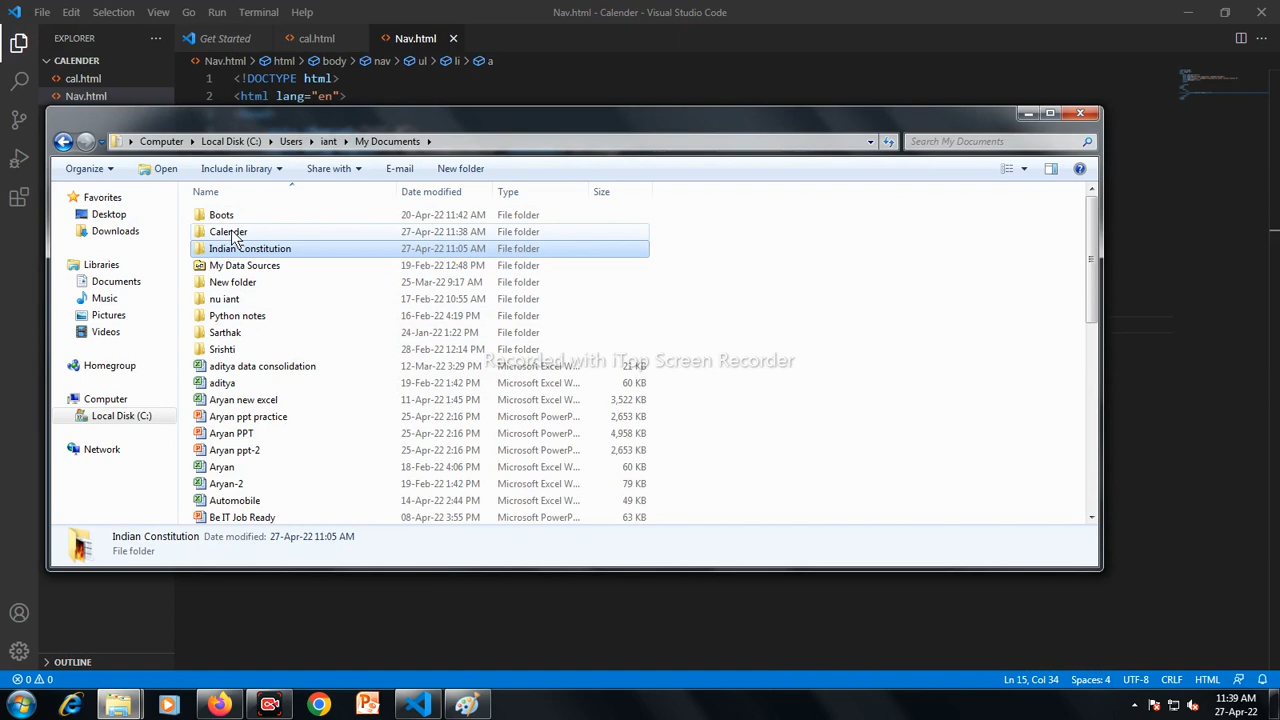 File Edit Selection View Go Run Terminal Help Nav.html - Calender - Visual Studio Code
EXPLORER Get Started cal.html Nav.html
CALENDER Nav.html > html > body > nav > ul > li > a
cal.html 1 <!DOCTYPE html>
Nav.html 2 <html lang="en">
Computer Local Disk (C:) Users iant My Documents Search My Documents
Organize Open Include in library Share with E-mail New folder
Favorites
Desktop
Downloads
Libraries
Documents
Music
Pictures
Videos
Homegroup
Computer
Local Disk (C:)
Network
Name Date modified Type Size
Boots 20-Apr-22 11:42 AM File folder
Calender 27-Apr-22 11:38 AM File folder
Indian Constitution 27-Apr-22 11:05 AM File folder
My Data Sources 19-Feb-22 12:48 PM File folder
New folder 25-Mar-22 9:17 AM File folder
nu iant 17-Feb-22 10:55 AM File folder
Python notes 16-Feb-22 4:19 PM File folder
Sarthak 24-Jan-22 1:22 PM File folder
Srishti 28-Feb-22 12:14 PM File folder
Recorded with iTop Screen Recorder
aditya data consolidation 12-Mar-22 3:29 PM Microsoft Excel W... 21 KB
aditya 19-Feb-22 1:42 PM Microsoft Excel W... 60 KB
Aryan new excel 11-Apr-22 1:45 PM Microsoft Excel W... 3,522 KB
Aryan ppt practice 25-Apr-22 2:16 PM Microsoft PowerP... 2,653 KB
Aryan PPT 25-Apr-22 2:16 PM Microsoft PowerP... 4,958 KB
Aryan ppt-2 25-Apr-22 2:16 PM Microsoft PowerP... 2,653 KB
Aryan 18-Feb-22 4:06 PM Microsoft Excel W... 60 KB
Aryan-2 19-Feb-22 1:42 PM Microsoft Excel W... 79 KB
Automobile 14-Apr-22 2:44 PM Microsoft Excel W... 49 KB
Be IT Job Ready 08-Apr-22 3:55 PM Microsoft PowerP... 63 KB
Indian Constitution Date modified: 27-Apr-22 11:05 AM
File folder
OUTLINE
0 0 Ln 15, Col 34 Spaces: 4 UTF-8 CRLF HTML
11:39 AM
27-Apr-22